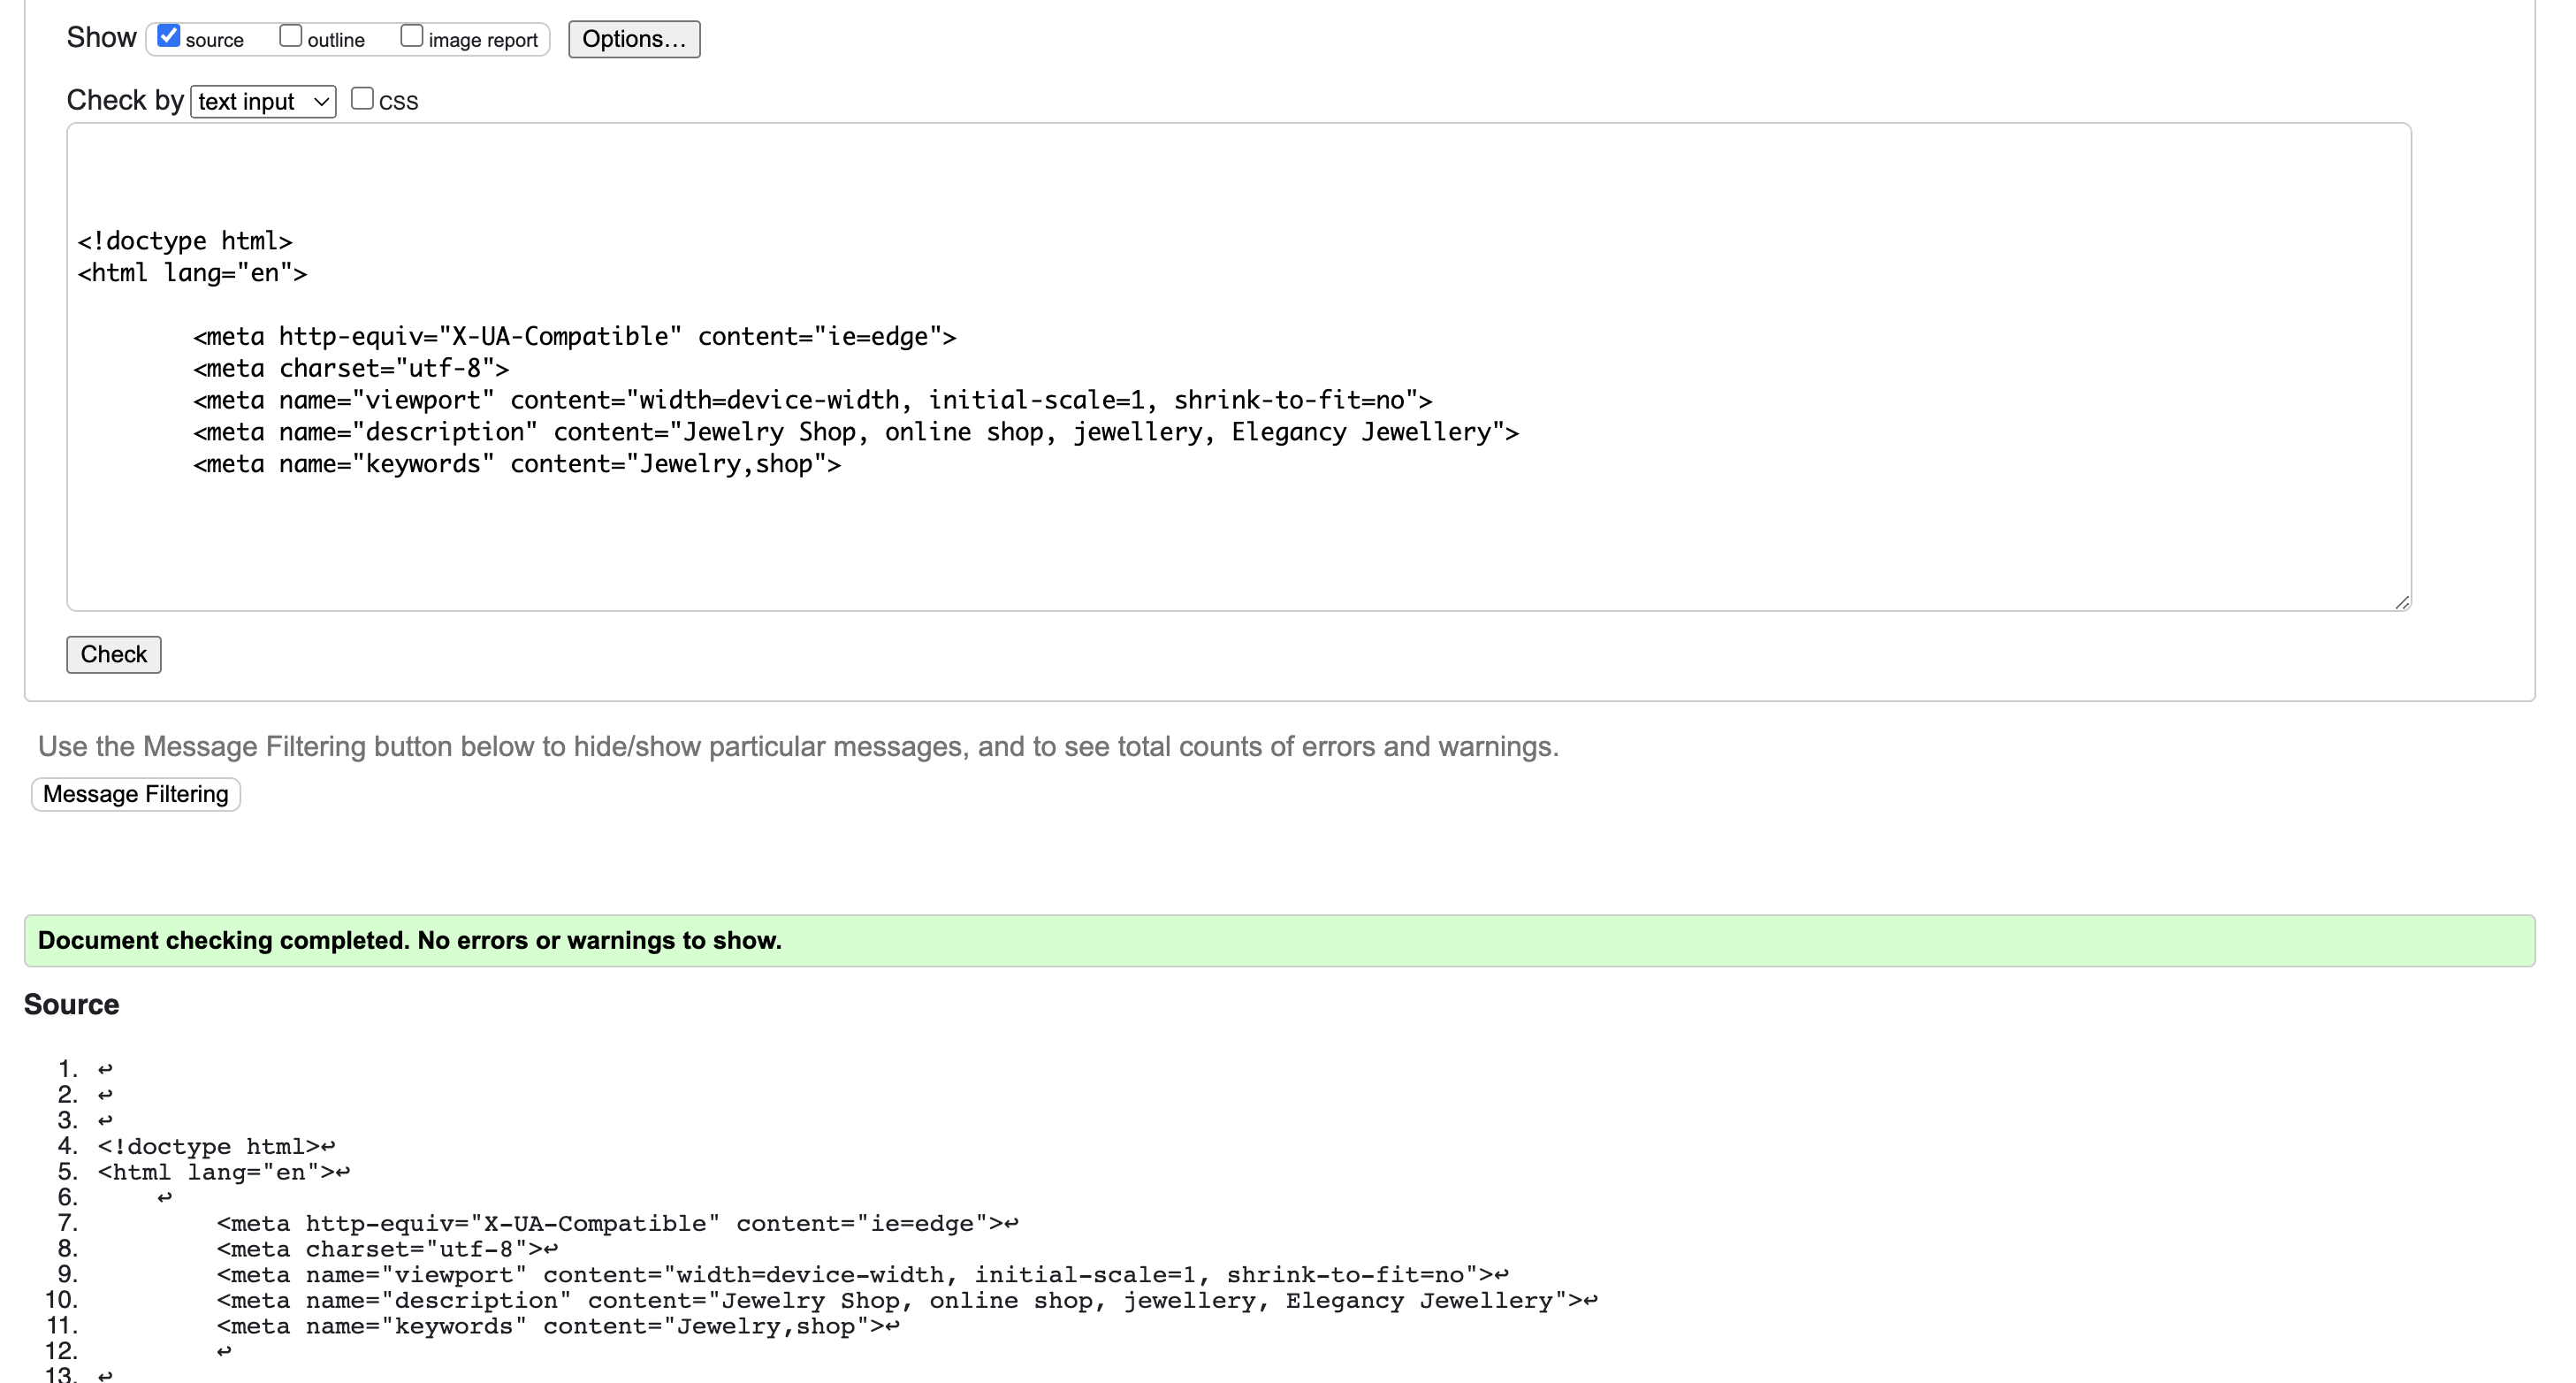 Show source outline image report Options...
Check by text input CSS
<!doctype html>
<html lang="en">
<meta http-equiv="X-UA-Compatible" content="ie=edge">
<meta charset="utf-8">
<meta name="viewport" content="width=device-width, initial-scale=1, shrink-to-fit=no">
<meta name="description" content="Jewelry Shop, online shop, jewellery, Elegancy Jewellery">
<meta name="keywords" content="Jewelry,shop">
Check
Use the Message Filtering button below to hide/show particular messages, and to see total counts of errors and warnings.
Message Filtering
Document checking completed. No errors or warnings to show.
Source
1. ↩
2. ↩
3. ↩
4. <!doctype html>↩
5. <html lang="en">↩
6. ↩
7. <meta http-equiv="X-UA-Compatible" content="ie=edge">↩
8. <meta charset="utf-8">↩
9. <meta name="viewport" content="width=device-width, initial-scale=1, shrink-to-fit=no">↩
10. <meta name="description" content="Jewelry Shop, online shop, jewellery, Elegancy Jewellery">↩
11. <meta name="keywords" content="Jewelry,shop">↩
12. ↩
13. ↩